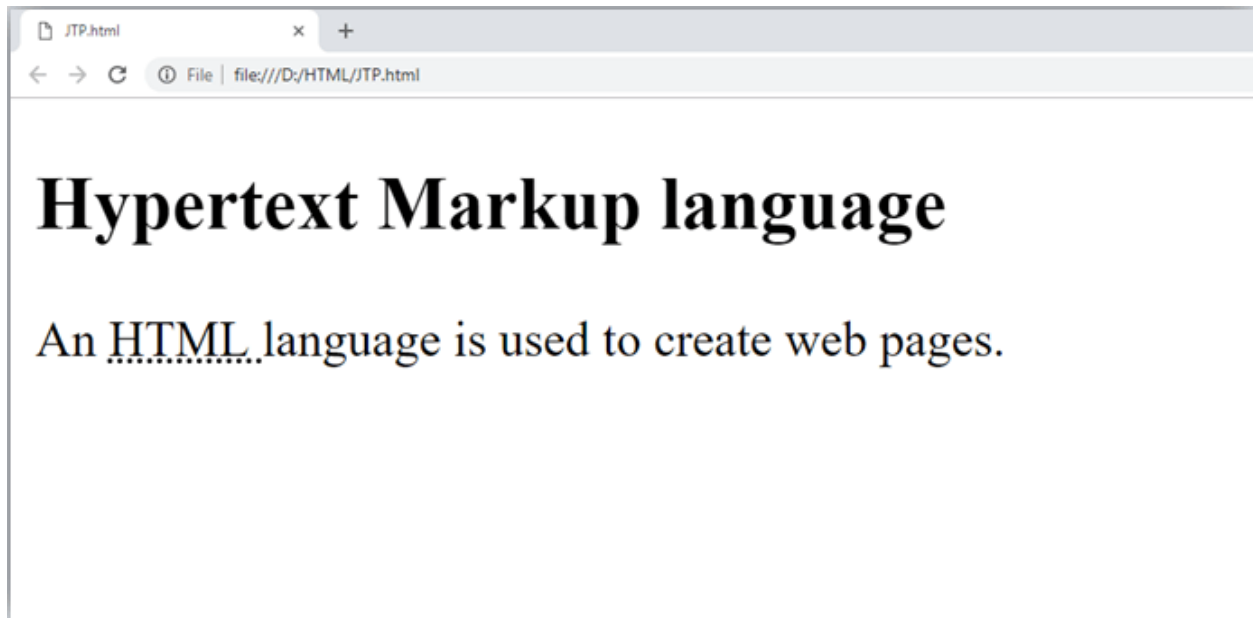 JTP.html
File | file:///D:/HTML/JTP.html
Hypertext Markup language
An HTML language is used to create web pages.